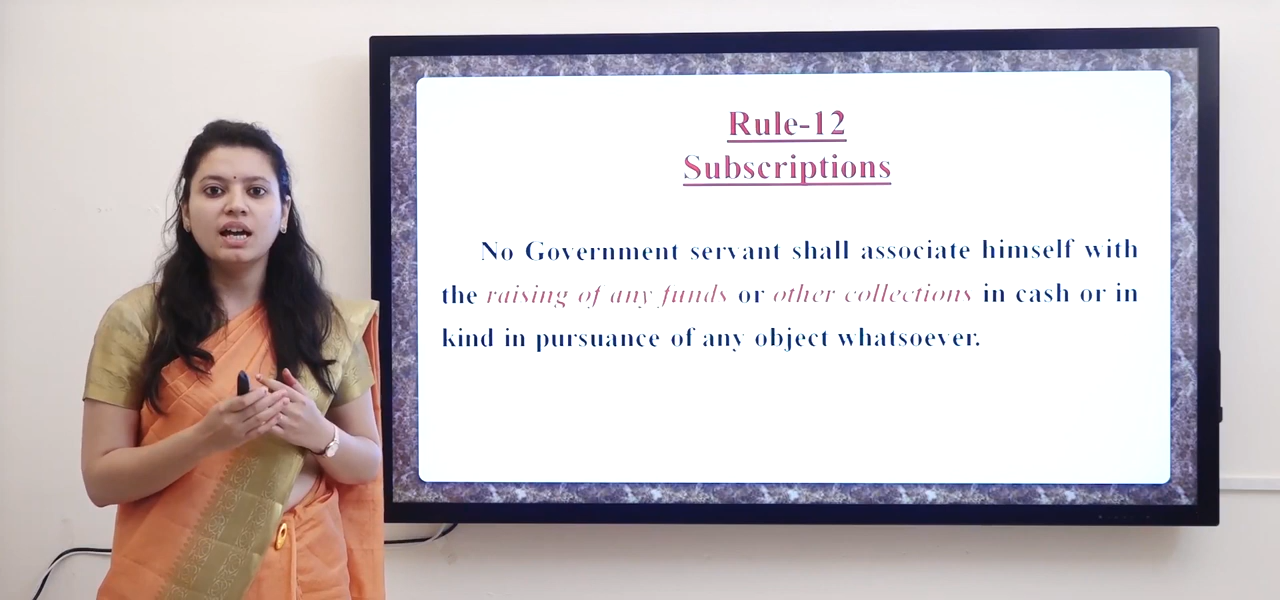 Rule-12
Subscriptions
No Government servant shall associate himself with
the raising of any funds or other collections in cash or in
kind in pursuance of any object whatsoever.